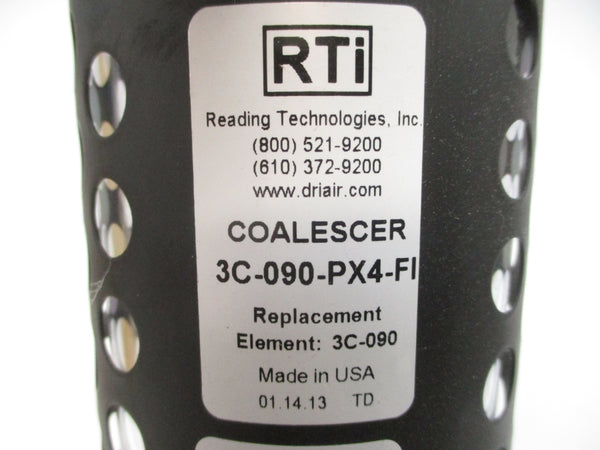 RTi
Reading Technologies, Inc.
(800) 521-9200
(610) 372-9200
www.driair.com
COALESCER
3C-090-PX4-FI
Replacement
Element: 3C-090
Made in USA
01.14.13 TD